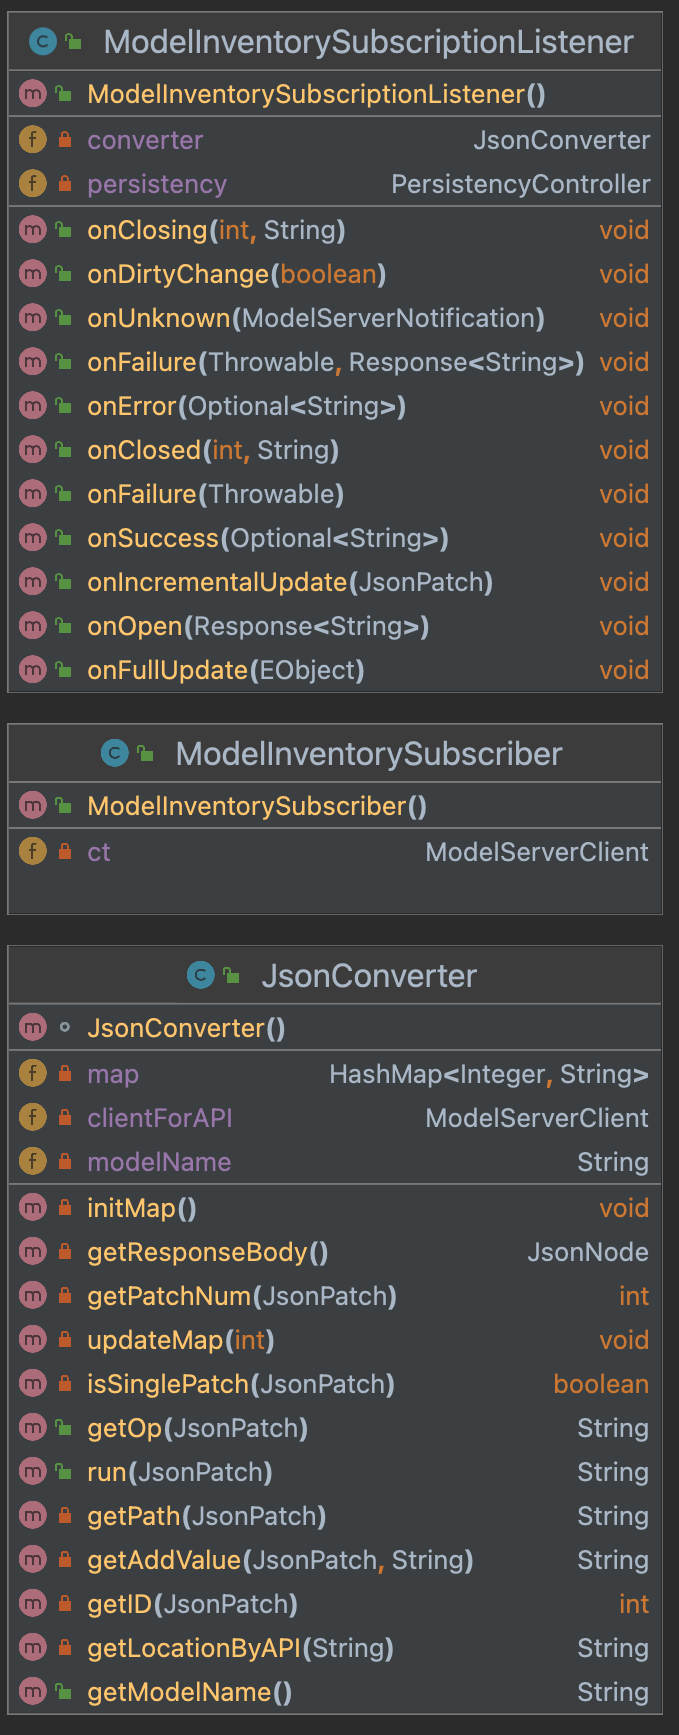 C ModelInventorySubscriptionListener
m ModelInventorySubscriptionListener()
f converter JsonConverter
f persistency PersistencyController
m onClosing(int, String) void
m onDirtyChange(boolean) void
m onUnknown(ModelServerNotification) void
m onFailure(Throwable, Response<String>) void
m onError(Optional<String>) void
m onClosed(int, String) void
m onFailure(Throwable) void
m onSuccess(Optional<String>) void
m onIncrementalUpdate(JsonPatch) void
m onOpen(Response<String>) void
m onFullUpdate(EObject) void
C ModelInventorySubscriber
m ModelInventorySubscriber()
f ct ModelServerClient
C JsonConverter
m JsonConverter()
f map HashMap<Integer, String>
f clientForAPI ModelServerClient
f modelName String
m initMap() void
m getResponseBody() JsonNode
m getPatchNum(JsonPatch) int
m updateMap(int) void
m isSinglePatch(JsonPatch) boolean
m getOp(JsonPatch) String
m run(JsonPatch) String
m getPath(JsonPatch) String
m getAddValue(JsonPatch, String) String
m getID(JsonPatch) int
m getLocationByAPI(String) String
m getModelName() String